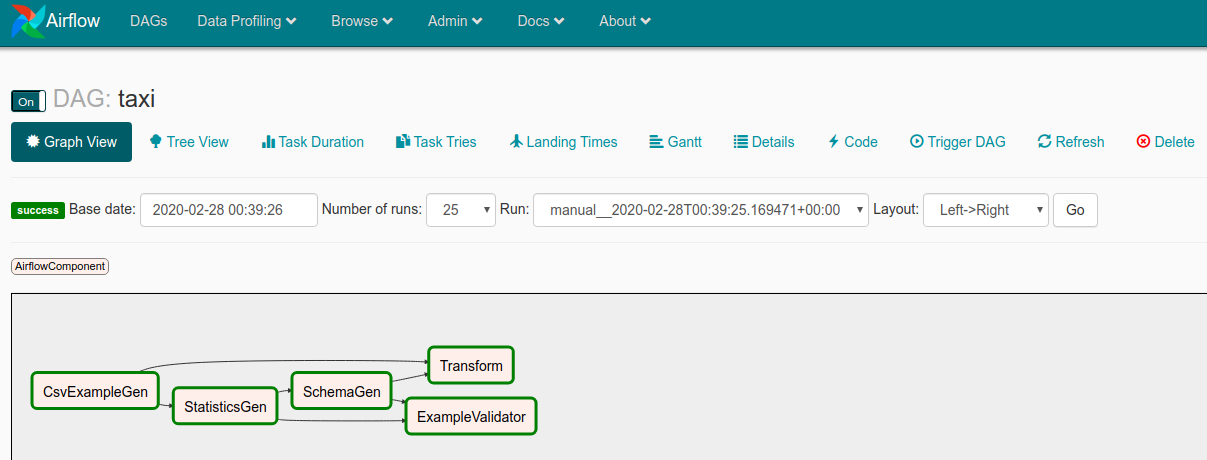 Airflow DAGs Data Profiling Browse Admin Docs About
On DAG: taxi
Graph View Tree View Task Duration Task Tries Landing Times Gantt Details Code Trigger DAG Refresh Delete
success Base date: 2020-02-28 00:39:26 Number of runs: 25 Run: manual__2020-02-28T00:39:25.169471+00:00 Layout: Left->Right Go
AirflowComponent
Transform
CsvExampleGen
SchemaGen
StatisticsGen
ExampleValidator